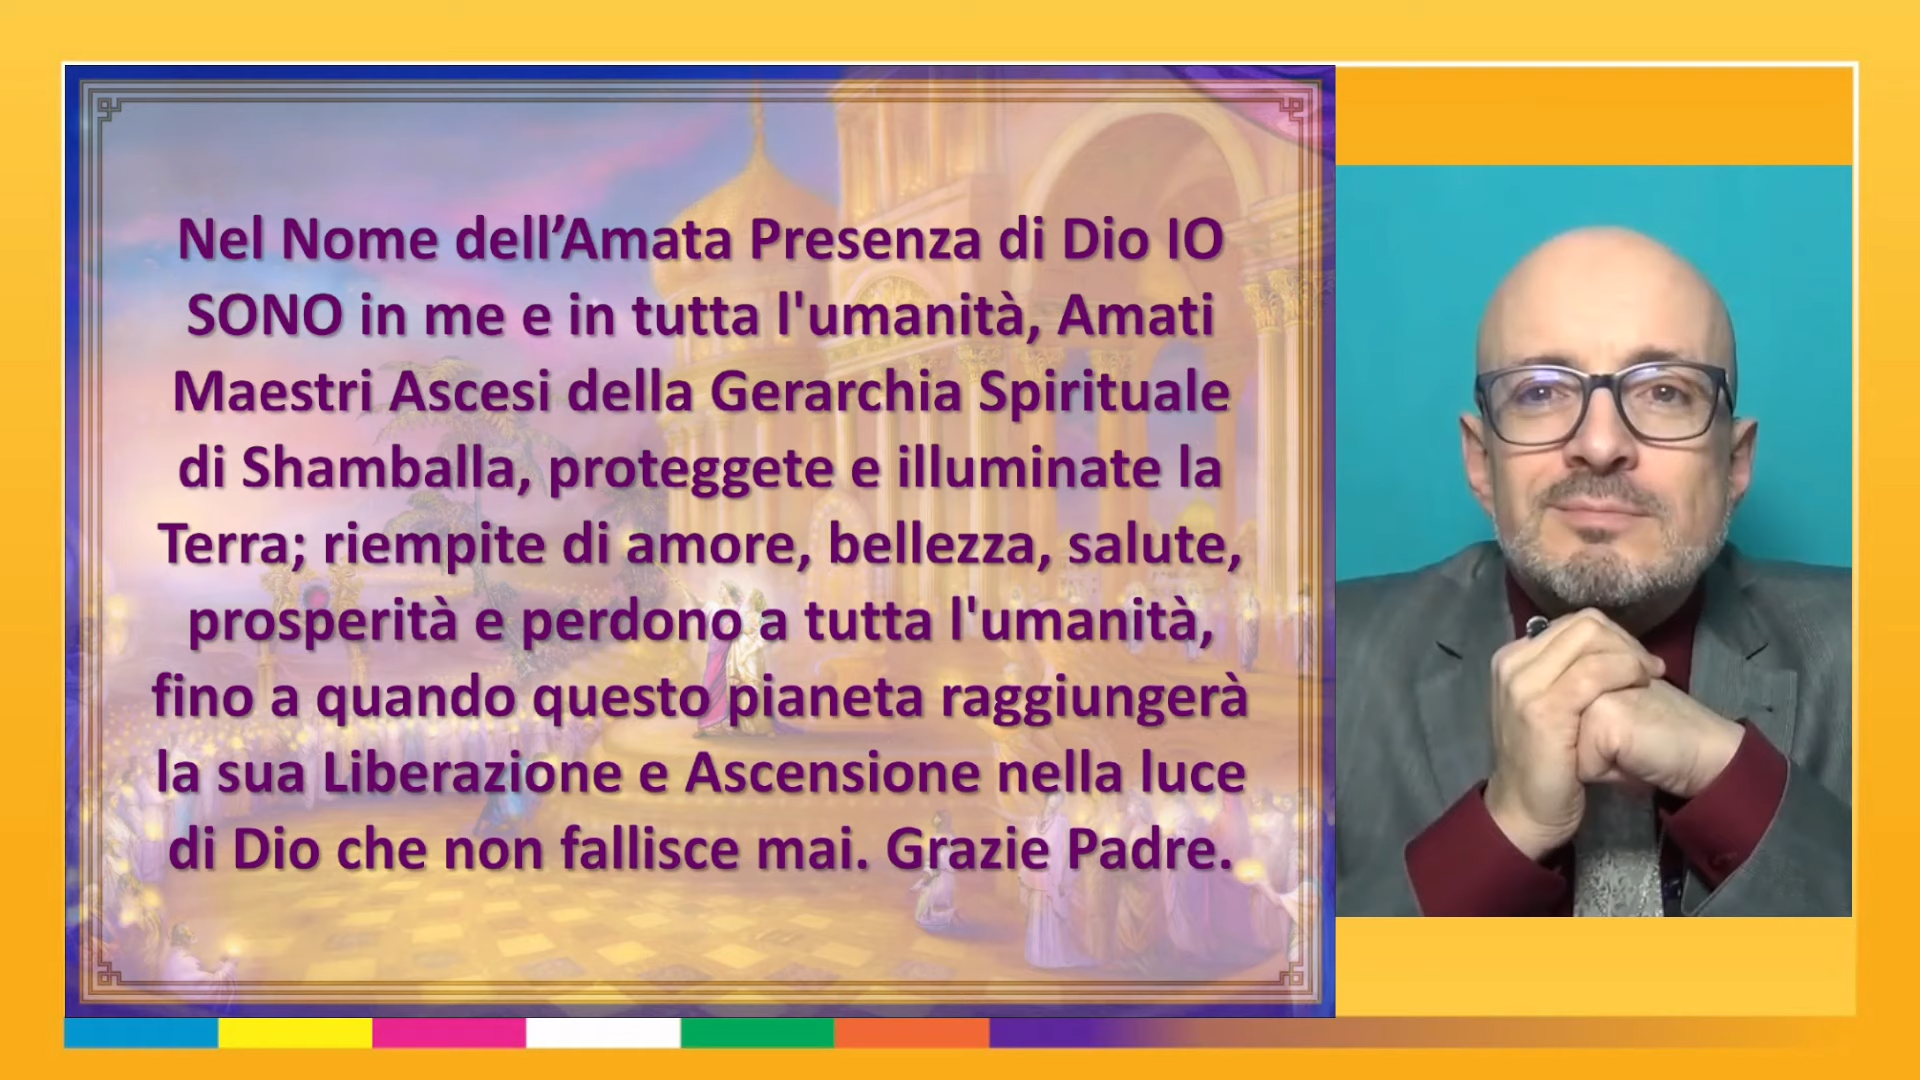 Nel Nome dell’Amata Presenza di Dio IO
SONO in me e in tutta l'umanità, Amati
Maestri Ascesi della Gerarchia Spirituale
di Shamballa, proteggete e illuminate la
Terra; riempite di amore, bellezza, salute,
prosperità e perdono a tutta l'umanità,
fino a quando questo pianeta raggiungerà
la sua Liberazione e Ascensione nella luce
di Dio che non fallisce mai. Grazie Padre.